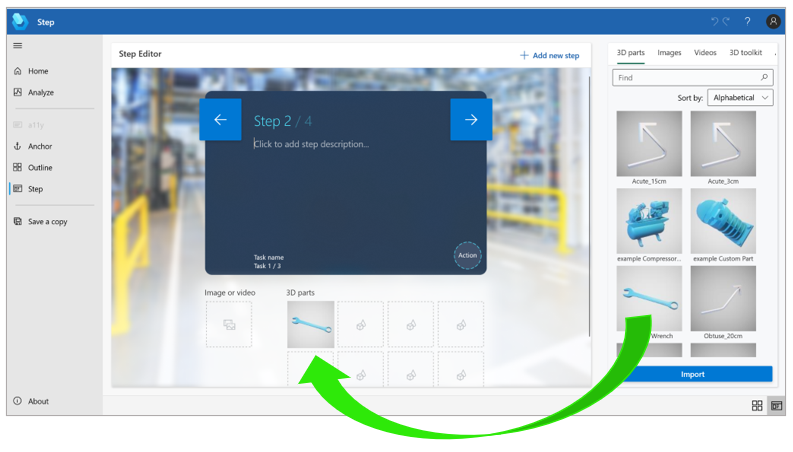 Step
?
Home
Analyze
a11y
Anchor
Outline
Step
Save a copy
About
Step Editor
+ Add new step
Step 2 / 4
Click to add step description...
Task name
Task 1 / 3
Action
Image or video
3D parts
3D parts Images Videos 3D toolkit
Find
Sort by: Alphabetical
Acute_15cm Acute_3cm
example Compressor... example Custom Part
Wrench Obtuse_20cm
Import